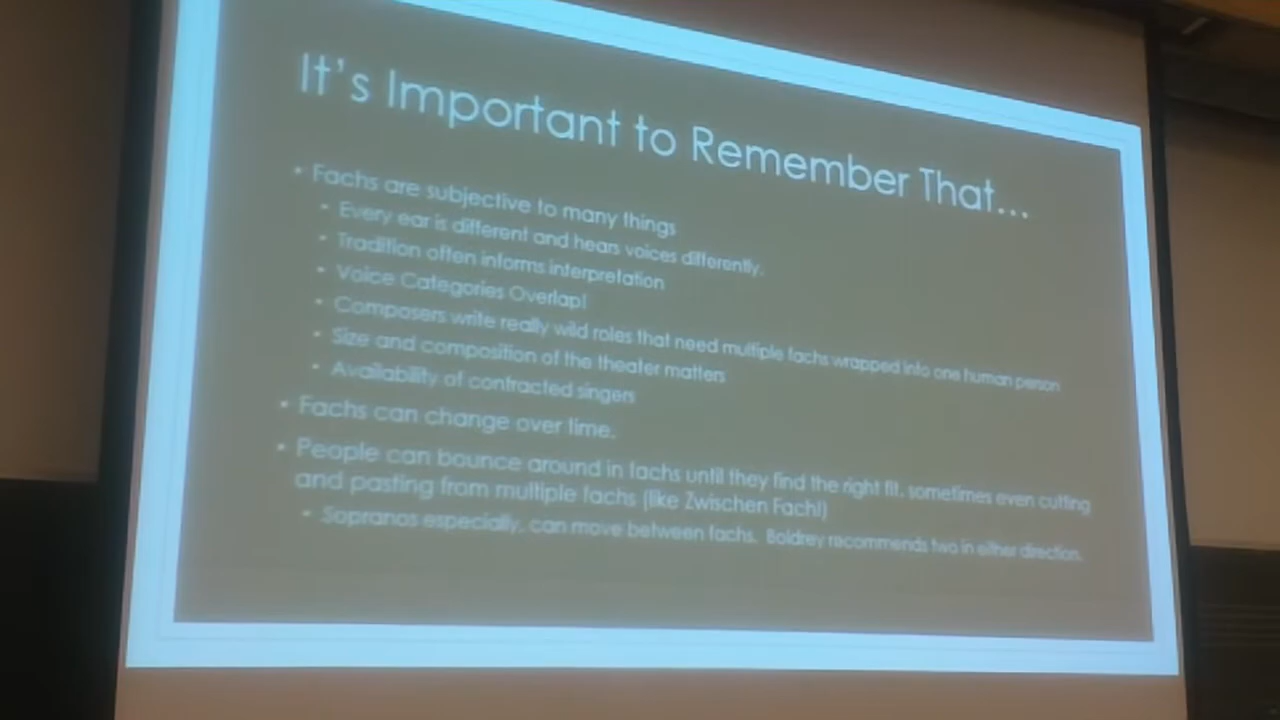 It's Important to Remember That...
• Fachs are subjective to many things
• Every ear is different and hears voices differently.
• Tradition often informs interpretation
• Voice Categories Overlap!
• Composers write really wild roles that need multiple fachs wrapped into one human person
• Size and composition of the theater matters
• Availability of contracted singers
• Fachs can change over time.
• People can bounce around in fachs until they find the right fit, sometimes even cutting
and pasting from multiple fachs (like Zwischen Fach!)
• Sopranos especially, can move between fachs. Boldrey recommends two in either direction.